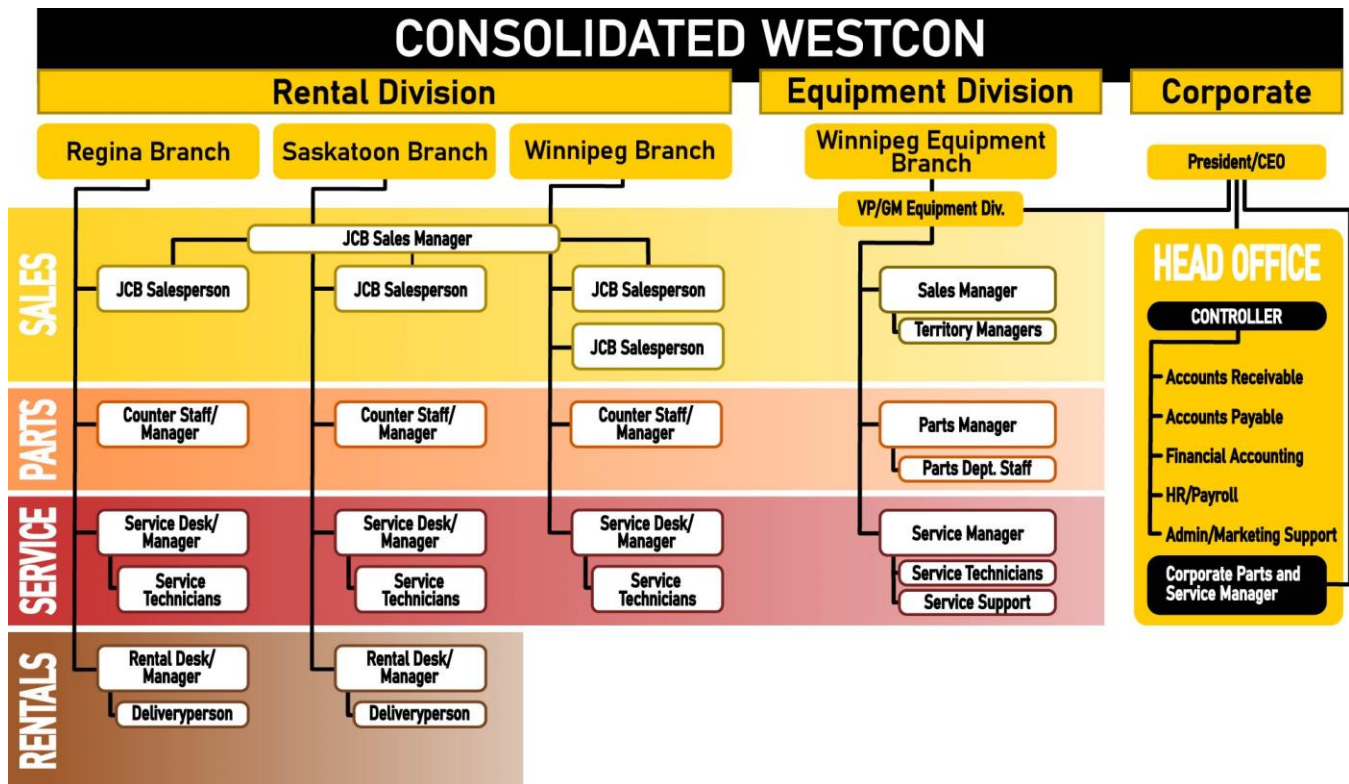 CONSOLIDATED WESTCON
Rental Division
Equipment Division
Corporate
Regina Branch
Saskatoon Branch
Winnipeg Branch
Winnipeg Equipment
Branch
President/CEO
VP/GM Equipment Div.
SALES
JCB Sales Manager
JCB Salesperson
JCB Salesperson
JCB Salesperson
JCB Salesperson
Sales Manager
Territory Managers
PARTS
Counter Staff/
Manager
Counter Staff/
Manager
Counter Staff/
Manager
Parts Manager
Parts Dept. Staff
SERVICE
Service Desk/
Manager
Service
Technicians
Service Desk/
Manager
Service
Technicians
Service Desk/
Manager
Service
Technicians
Service Manager
Service Technicians
Service Support
RENTALS
Rental Desk/
Manager
Deliveryperson
Rental Desk/
Manager
Deliveryperson
HEAD OFFICE
CONTROLLER
Accounts Receivable
Accounts Payable
Financial Accounting
HR/Payroll
Admin/Marketing Support
Corporate Parts and
Service Manager